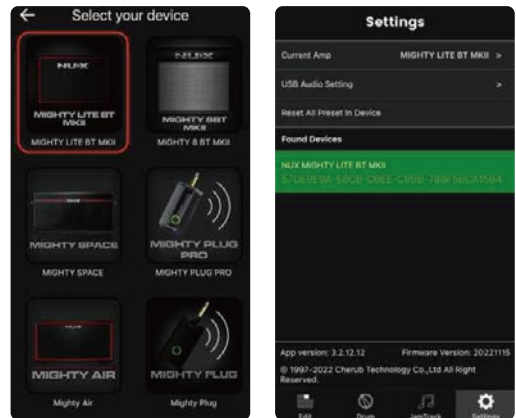 ← Select your device
NUX
MIGHTY LITE BT
MKII
MIGHTY LITE BT MKII
NUX
MIGHTY 8BT
MKII
MIGHTY 8 BT MKII
MIGHTY SPACE
MIGHTY SPACE
MIGHTY PLUG
PRO
MIGHTY PLUG PRO
MIGHTY AIR
Mighty Air
MIGHTY PLUG
Mighty Plug
Settings
Current Amp MIGHTY LITE BT MKII >
USB Audio Setting >
Reset All Preset In Device
Found Devices
NUX MIGHTY LITE BT MKII
App version: 3.2.12.12 Firmware Version: 20221115
© 1997-2022 Cherub Technology Co.,Ltd All Right
Reserved.
Edit Drum JamTrack Settings